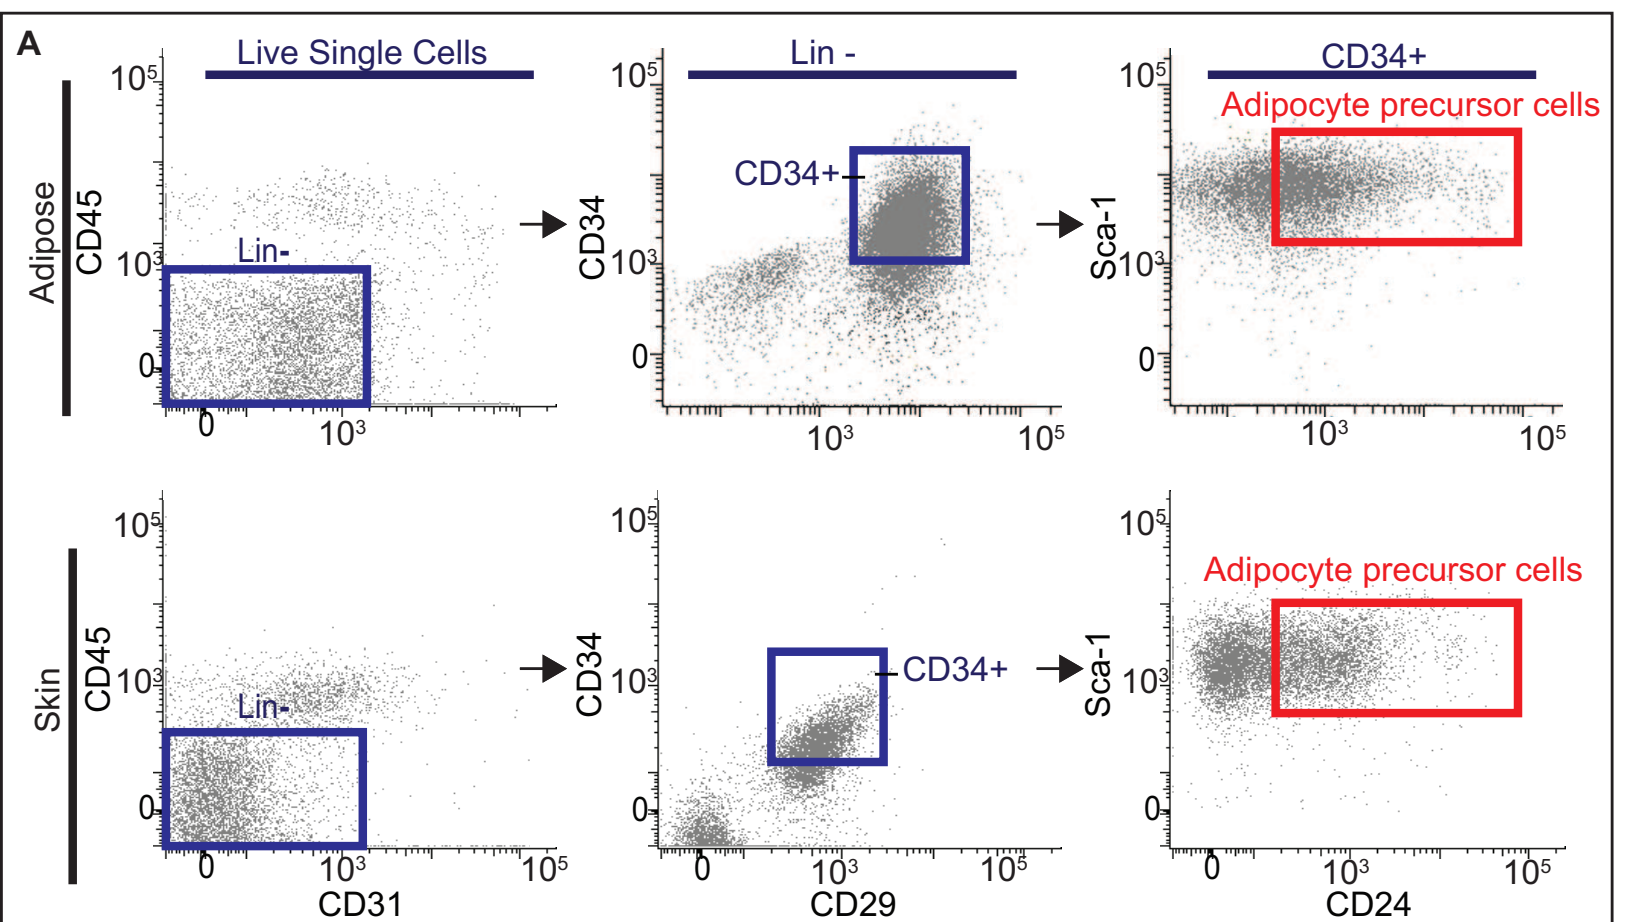 A
Live Single Cells
Lin -
CD34+
Adipose
CD45
10⁵
10³
0
Lin-
0
10³
CD34
10⁵
10³
0
CD34+
10³
10⁵
Sca-1
10⁵
10³
0
Adipocyte precursor cells
10³
10⁵
Skin
CD45
10⁵
10³
0
Lin-
0
10³
10⁵
CD31
CD34
10⁵
10³
0
CD34+
0
10³
10⁵
CD29
Sca-1
10⁵
10³
0
Adipocyte precursor cells
0
10³
10⁵
CD24